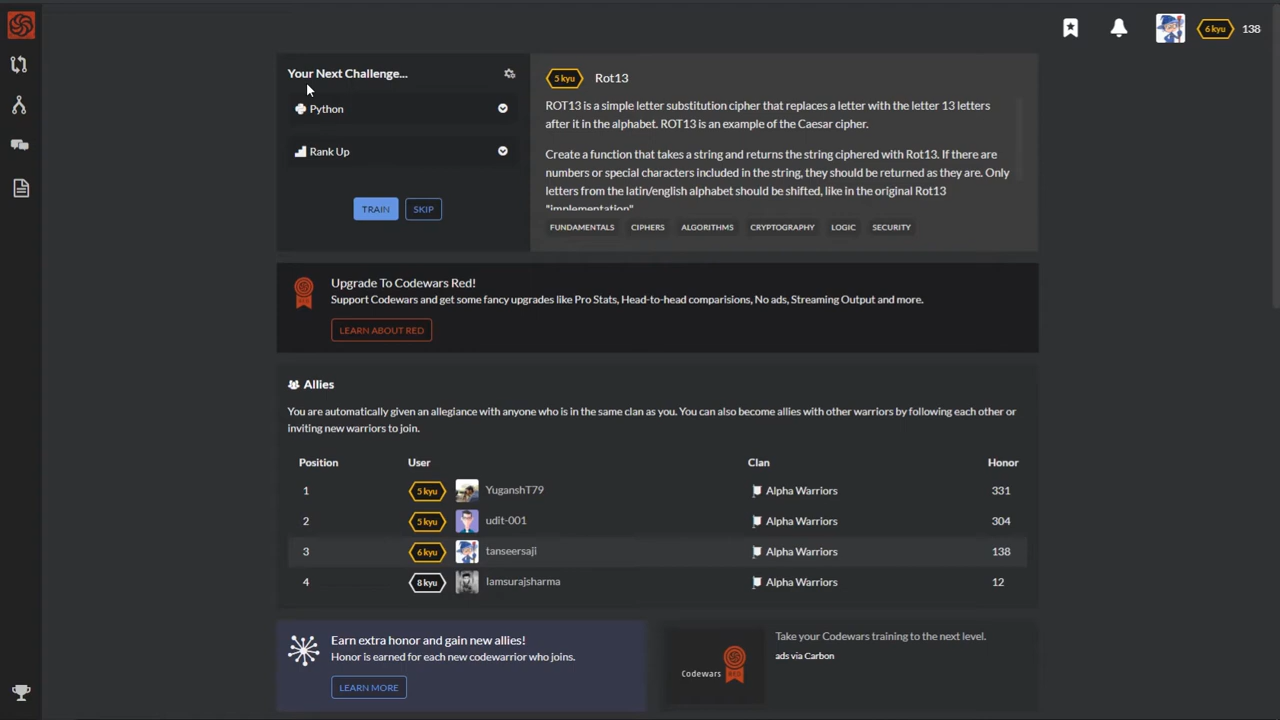 6 kyu 138
Your Next Challenge...
Python
Rank Up
TRAIN SKIP
5 kyu Rot13
ROT13 is a simple letter substitution cipher that replaces a letter with the letter 13 letters
after it in the alphabet. ROT13 is an example of the Caesar cipher.
Create a function that takes a string and returns the string ciphered with Rot13. If there are
numbers or special characters included in the string, they should be returned as they are. Only
letters from the latin/english alphabet should be shifted, like in the original Rot13
"implementation"
FUNDAMENTALS CIPHERS ALGORITHMS CRYPTOGRAPHY LOGIC SECURITY
Upgrade To Codewars Red!
Support Codewars and get some fancy upgrades like Pro Stats, Head-to-head comparisions, No ads, Streaming Output and more.
LEARN ABOUT RED
Allies
You are automatically given an allegiance with anyone who is in the same clan as you. You can also become allies with other warriors by following each other or
inviting new warriors to join.
Position User Clan Honor
1 5 kyu YuganshT79 Alpha Warriors 331
2 5 kyu udit-001 Alpha Warriors 304
3 6 kyu tanseersaji Alpha Warriors 138
4 8 kyu Iamsurajsharma Alpha Warriors 12
Earn extra honor and gain new allies!
Honor is earned for each new codewarrior who joins.
LEARN MORE
Codewars RED
Take your Codewars training to the next level.
ads via Carbon